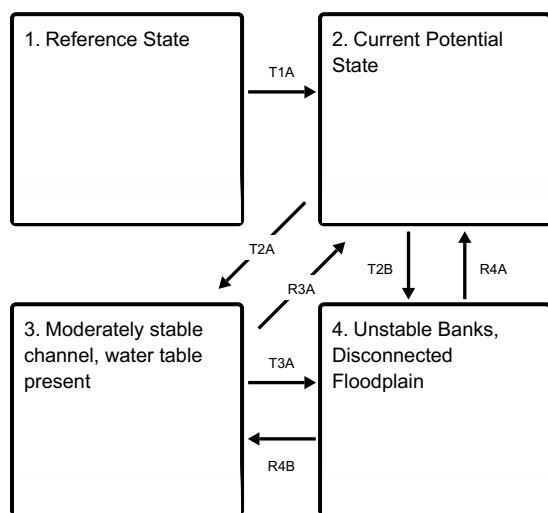 1. Reference State
2. Current Potential
State
T1A
T2A
R3A
T2B
R4A
3. Moderately stable
channel, water table
present
4. Unstable Banks,
Disconnected
Floodplain
T3A
R4B